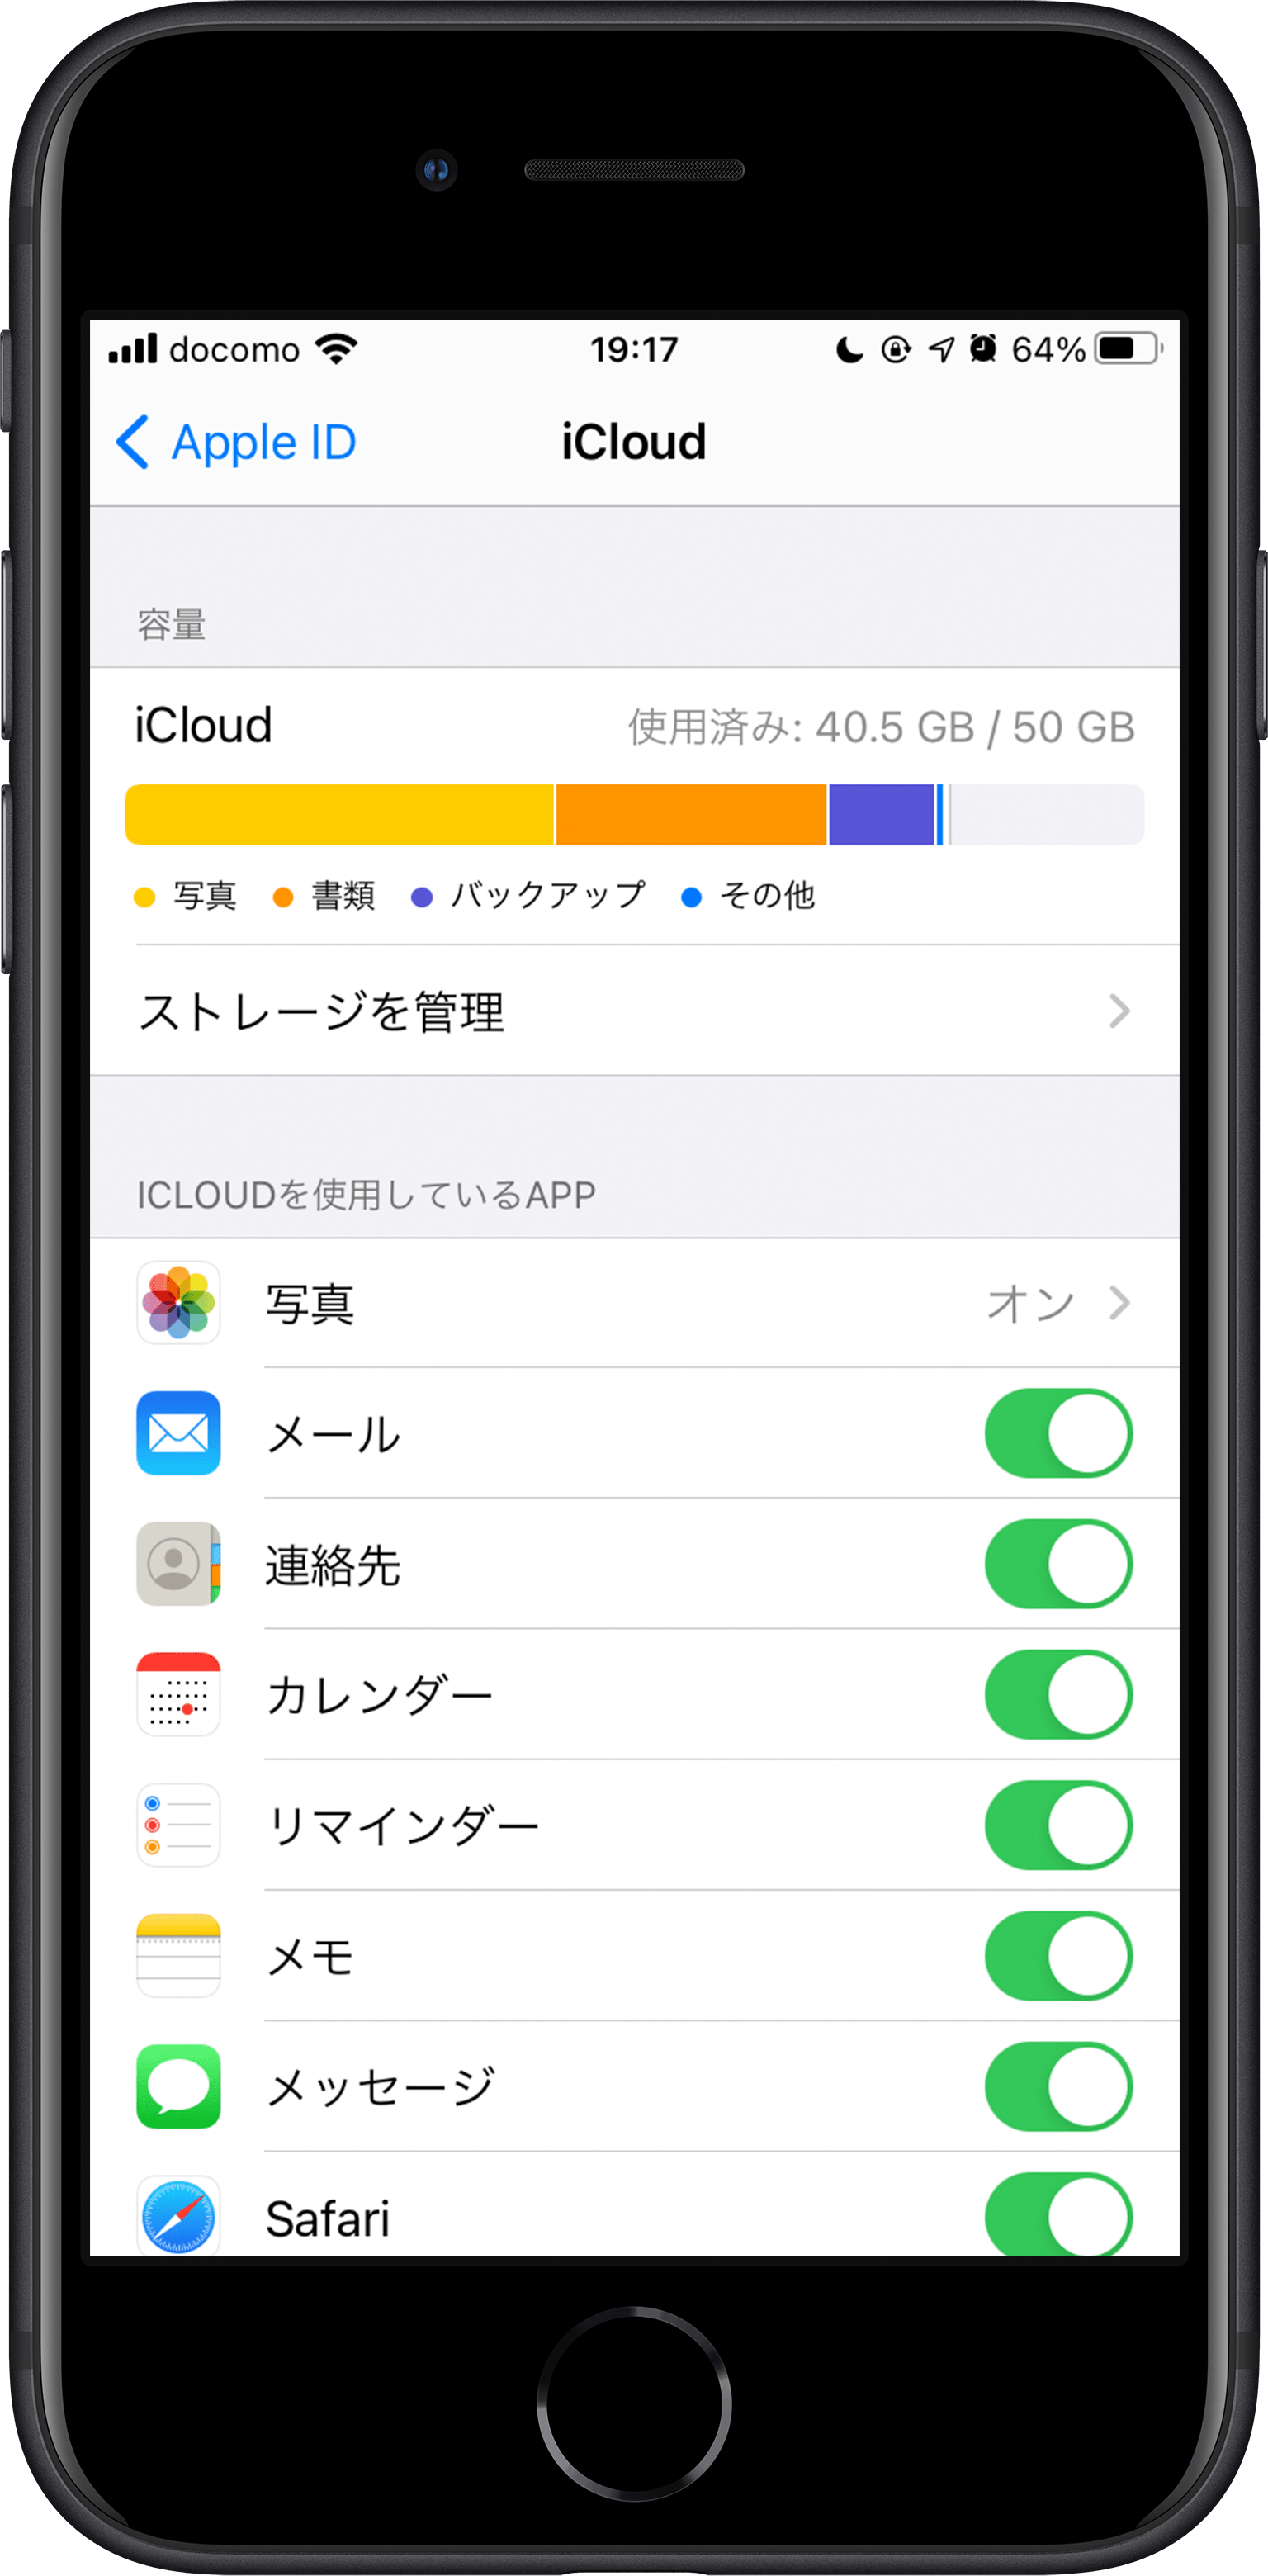 docomo 19:17 64%
Apple ID iCloud
容量
iCloud 使用済み: 40.5 GB / 50 GB
写真 書類 バックアップ その他
ストレージを管理
ICLOUDを使用しているAPP
写真 オン
メール
連絡先
カレンダー
リマインダー
メモ
メッセージ
Safari